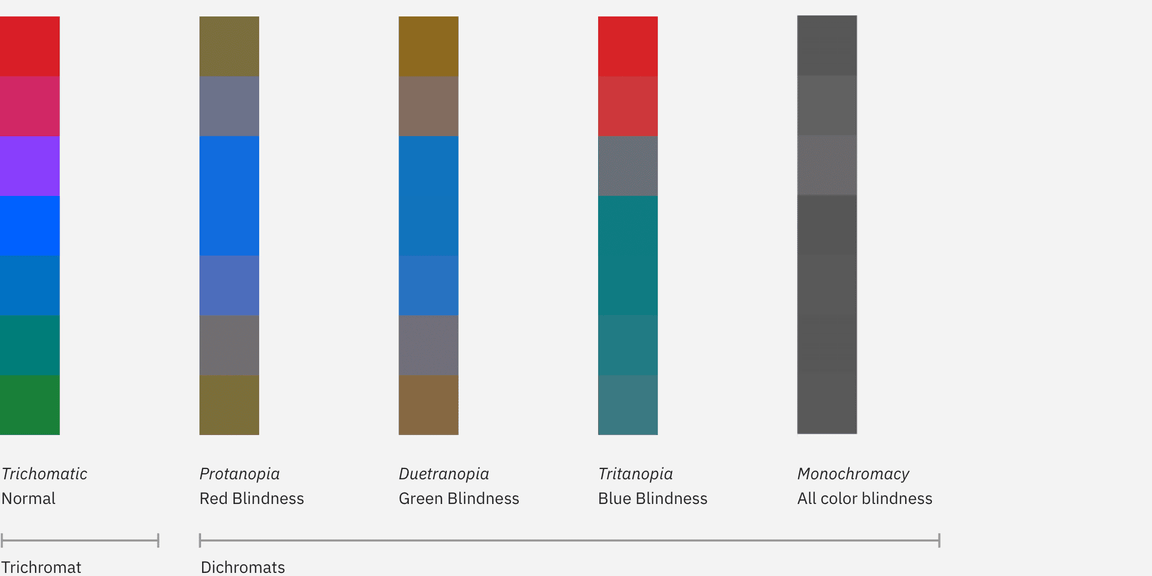 Trichomatic
Normal
Protanopia
Red Blindness
Duetranopia
Green Blindness
Tritanopia
Blue Blindness
Monochromacy
All color blindness
Trichromat
Dichromats